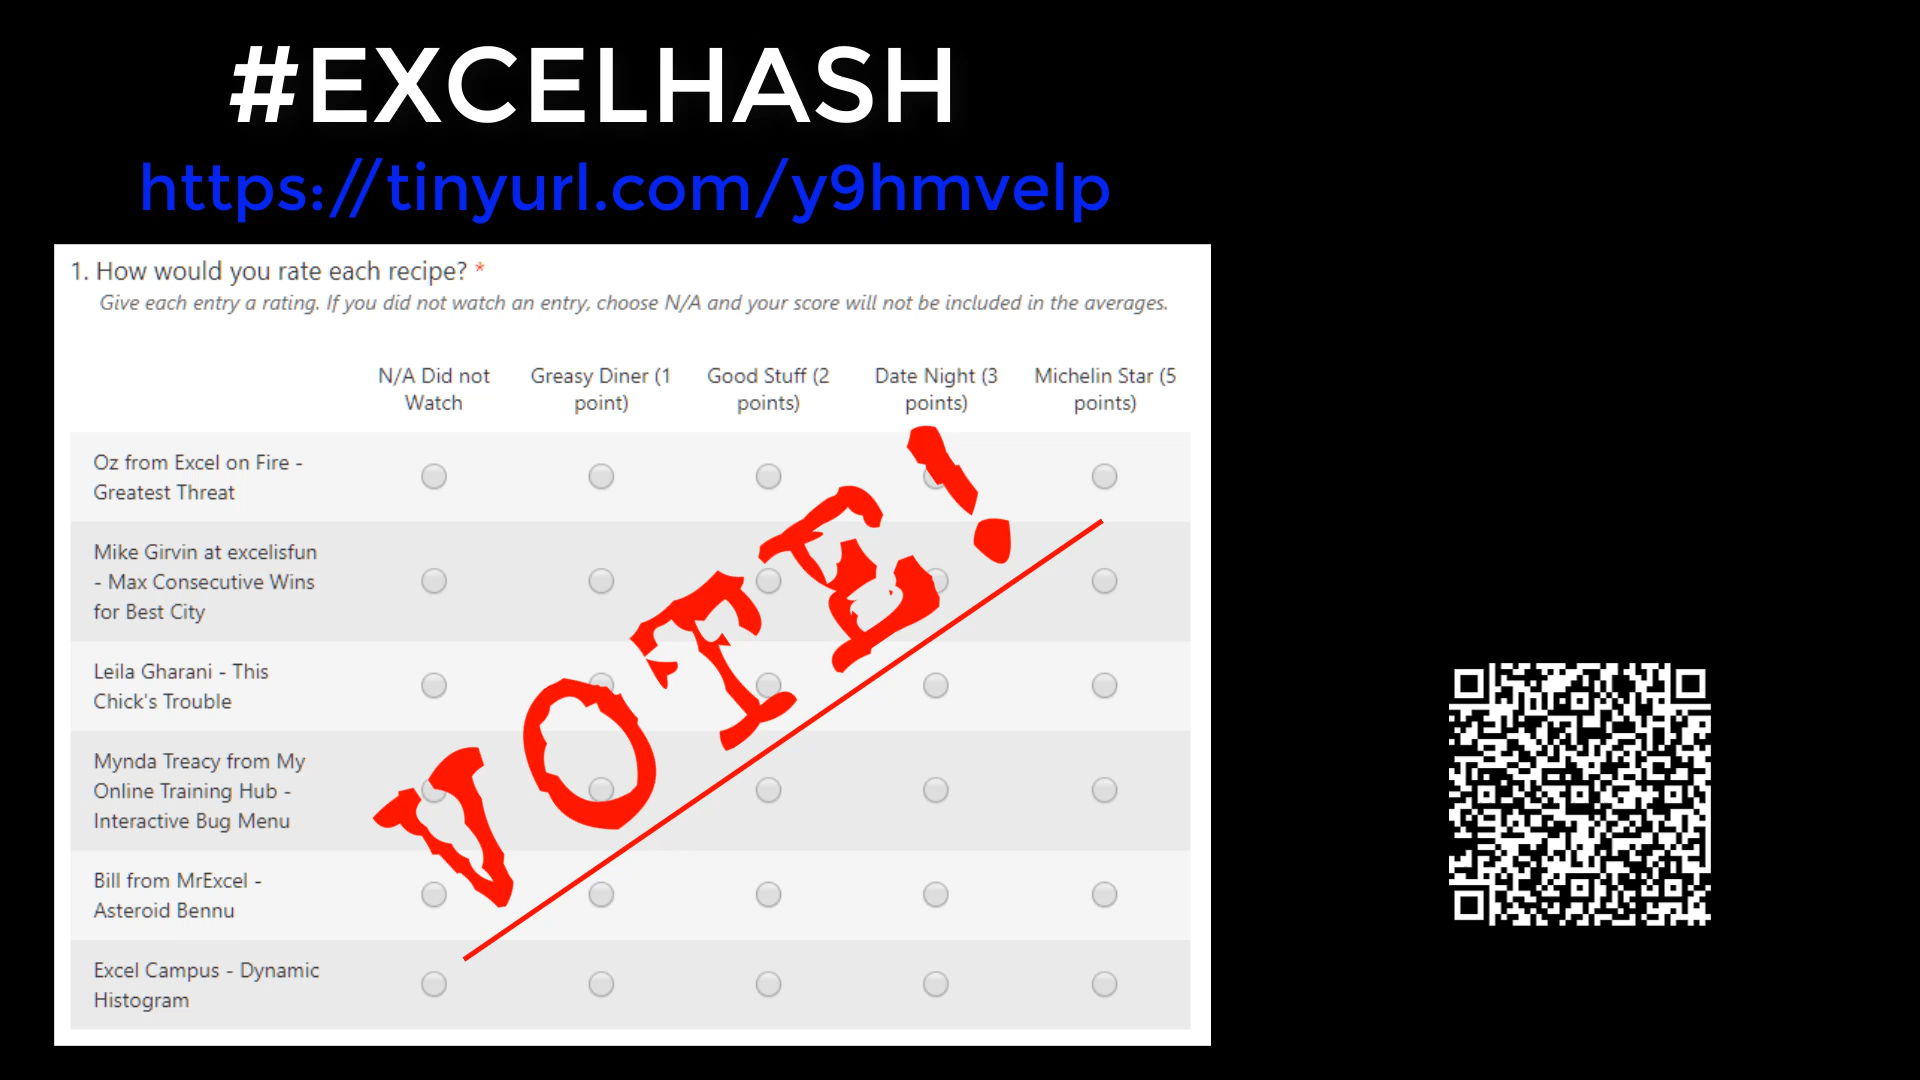 #EXCELHASH
https://tinyurl.com/y9hmvelp
1. How would you rate each recipe? *
Give each entry a rating. If you did not watch an entry, choose N/A and your score will not be included in the averages.
N/A Did not
Watch
Greasy Diner (1
point)
Good Stuff (2
points)
Date Night (3
points)
Michelin Star (5
points)
Oz from Excel on Fire -
Greatest Threat
Mike Girvin at excelisfun
- Max Consecutive Wins
for Best City
Leila Gharani - This
Chick's Trouble
Mynda Treacy from My
Online Training Hub -
Interactive Bug Menu
Bill from MrExcel -
Asteroid Bennu
Excel Campus - Dynamic
Histogram
VOTE!